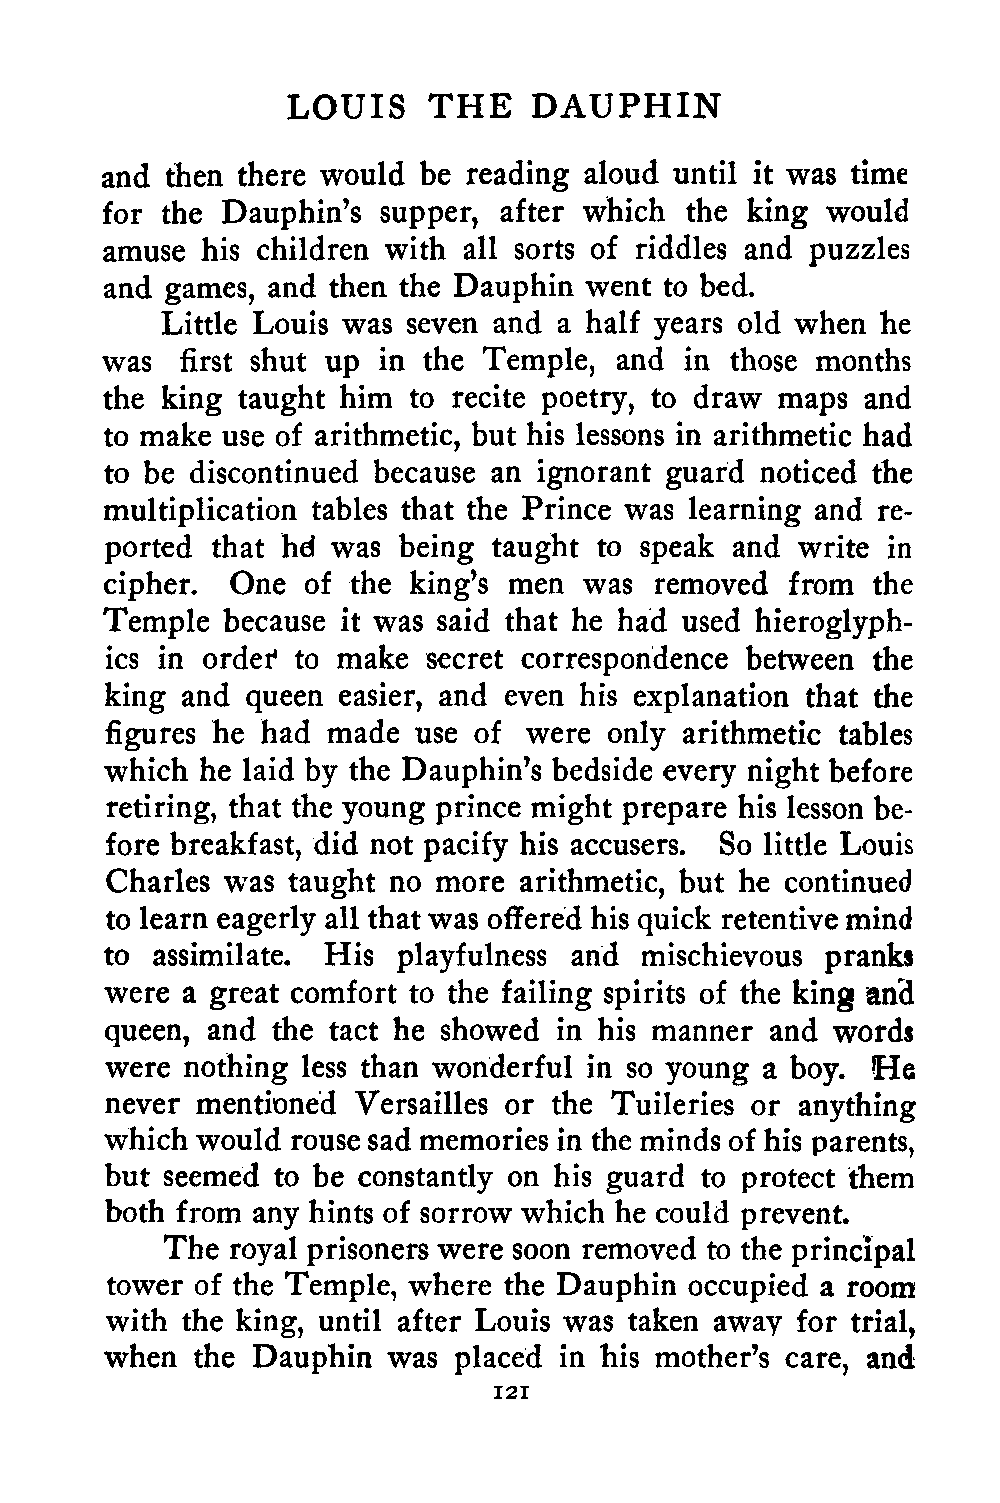 LOUIS THE DAUPHIN
and then there would be reading aloud until it was time
for the Dauphin's supper, after which the king would
amuse his children with all sorts of riddles and puzzles
and games, and then the Dauphin went to bed.
Little Louis was seven and a half years old when he
was first shut up in the Temple, and in those months
the king taught him to recite poetry, to draw maps and
to make use of arithmetic, but his lessons in arithmetic had
to be discontinued because an ignorant guard noticed the
multiplication tables that the Prince was learning and re-
ported that he was being taught to speak and write in
cipher. One of the king's men was removed from the
Temple because it was said that he had used hieroglyph-
ics in order to make secret correspondence between the
king and queen easier, and even his explanation that the
figures he had made use of were only arithmetic tables
which he laid by the Dauphin's bedside every night before
retiring, that the young prince might prepare his lesson be-
fore breakfast, did not pacify his accusers. So little Louis
Charles was taught no more arithmetic, but he continued
to learn eagerly all that was offered his quick retentive mind
to assimilate. His playfulness and mischievous pranks
were a great comfort to the failing spirits of the king and
queen, and the tact he showed in his manner and words
were nothing less than wonderful in so young a boy. He
never mentioned Versailles or the Tuileries or anything
which would rouse sad memories in the minds of his parents,
but seemed to be constantly on his guard to protect them
both from any hints of sorrow which he could prevent.
The royal prisoners were soon removed to the principal
tower of the Temple, where the Dauphin occupied a room
with the king, until after Louis was taken away for trial,
when the Dauphin was placed in his mother's care, and
121